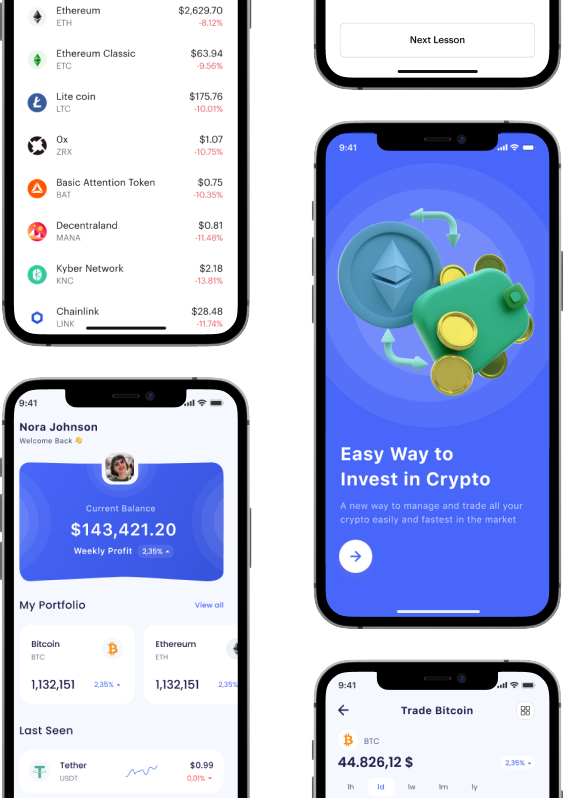 Ethereum $2,629.70
ETH -8.12%
Ethereum Classic $63.94
ETC -9.56%
Lite coin $175.76
LTC -10.01%
0x $1.07
ZRX -10.75%
Basic Attention Token $0.75
BAT -10.35%
Decentraland $0.81
MANA -11.48%
Kyber Network $2.18
KNC -13.81%
Chainlink $28.48
LINK -11.74%
9:41
Nora Johnson
Welcome Back 👋
Current Balance
$143,421.20
Weekly Profit 2,35%
My Portfolio View all
Bitcoin
BTC
1,132,151 2,35%
Ethereum
ETH
1,132,151 2,35%
Last Seen
Tether $0.99
USDT 0,01%
Next Lesson
9:41
Easy Way to
Invest in Crypto
A new way to manage and trade all your
crypto easily and fastest in the market
9:41
Trade Bitcoin
BTC
44.826,12 $ 2,35%
1h 1d 1w 1m 1y